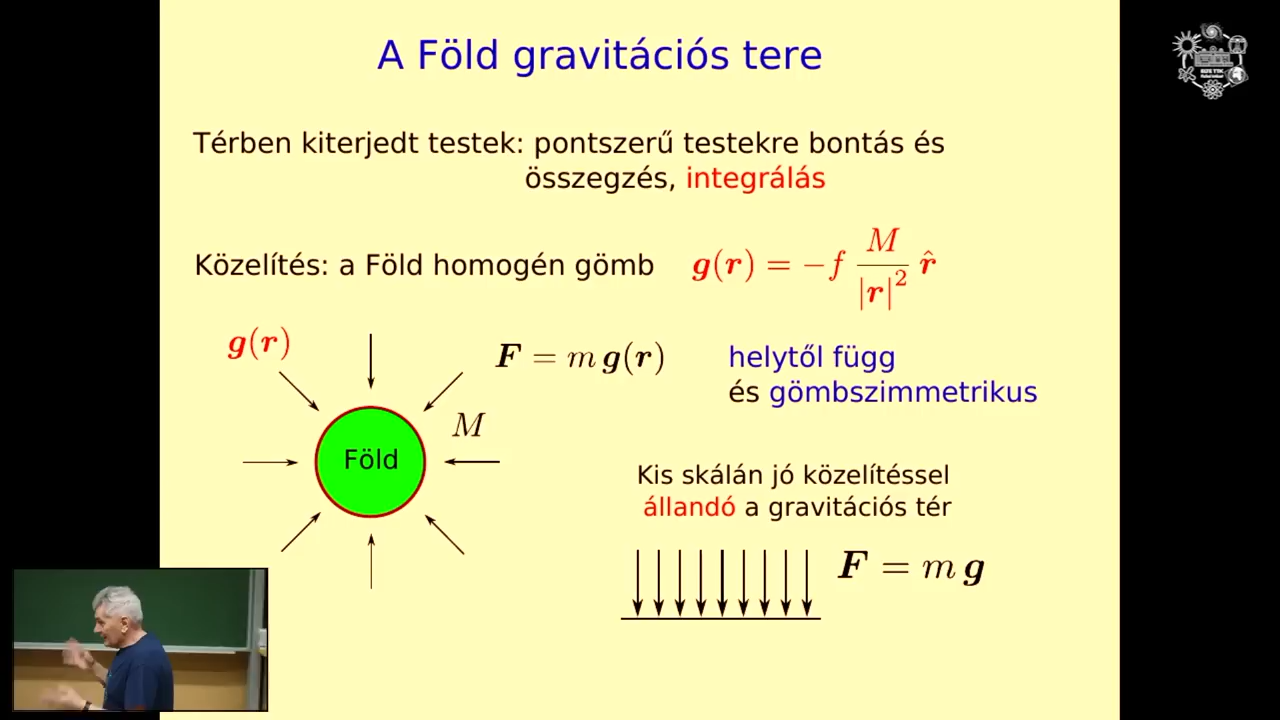 A Föld gravitációs tere
Térben kiterjedt testek: pontszerű testekre bontás és
összegzés, integrálás
Közelítés: a Föld homogén gömb g(r) = −f M/|r|² r̂
g(r)
F = m g(r)
helytől függ
és gömbszimmetrikus
M
Föld
Kis skálán jó közelítéssel
állandó a gravitációs tér
F = m g